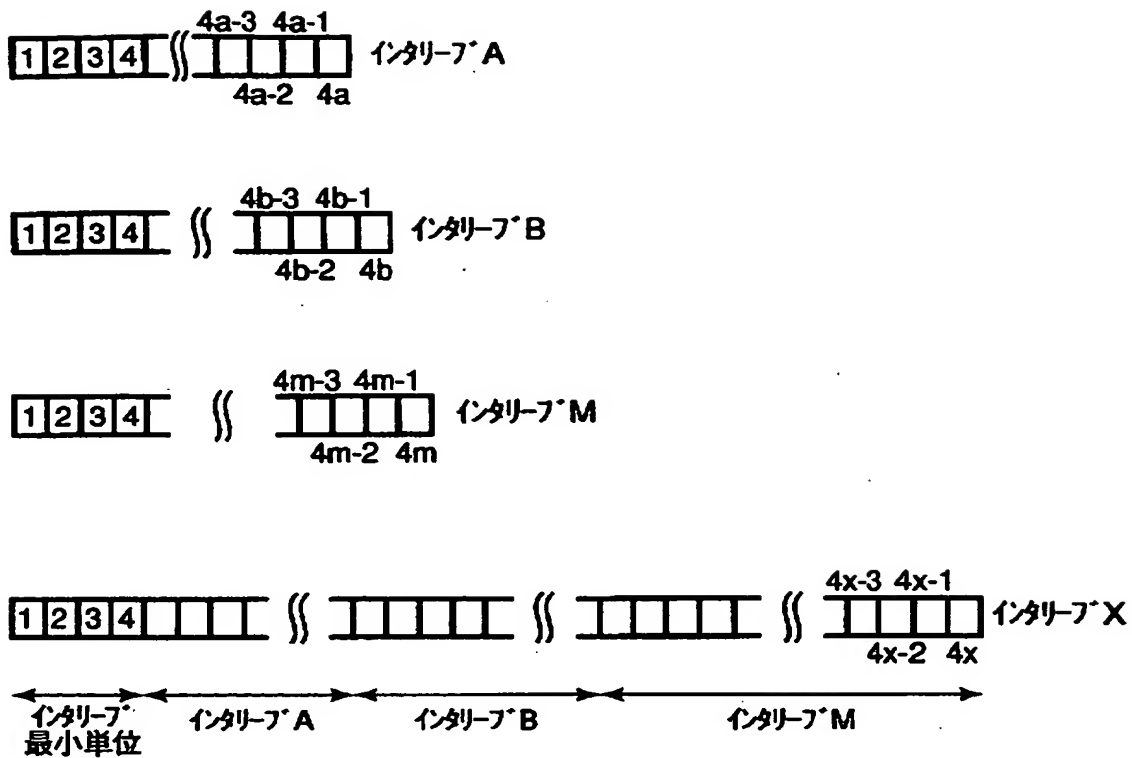 4a-3 4a-1
1 2 3 4 インタリーブA
4a-2 4a
4b-3 4b-1
1 2 3 4 インタリーブB
4b-2 4b
4m-3 4m-1
1 2 3 4 インタリーブM
4m-2 4m
4x-3 4x-1
1 2 3 4 インタリーブX
4x-2 4x
インタリーブ
最小単位
インタリーブA
インタリーブB
インタリーブM